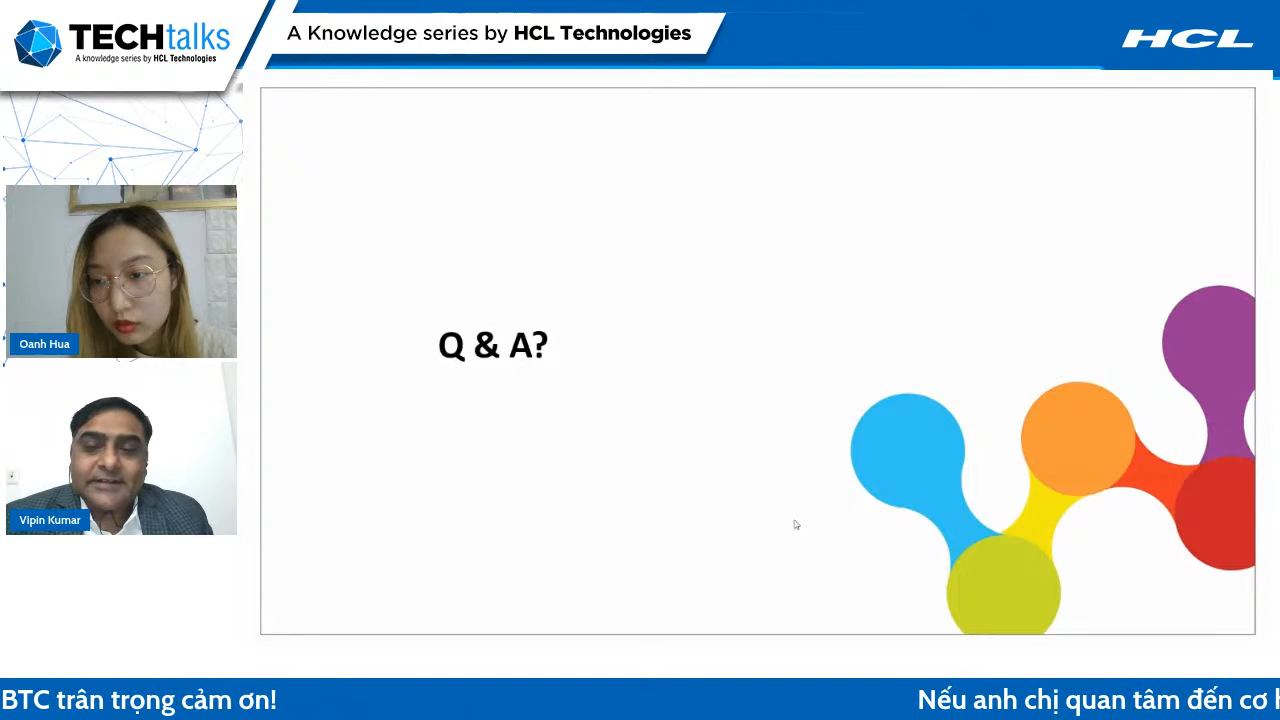 TECHtalks
A knowledge series by HCL Technologies
A Knowledge series by HCL Technologies
HCL
Oanh Hua
Q & A?
Vipin Kumar
BTC trân trọng cảm ơn!
Nếu anh chị quan tâm đến cơ